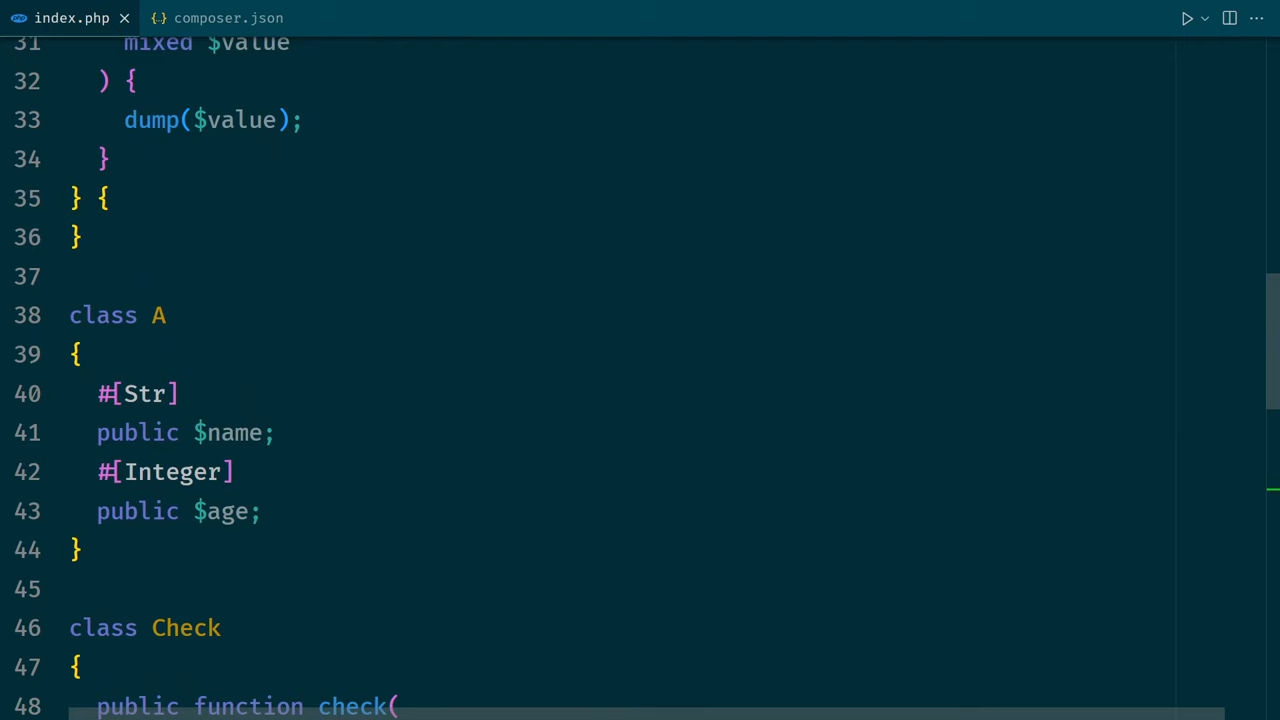 index.php composer.json
31 mixed $value
32 ) {
33 dump($value);
34 }
35 } {
36 }
37
38 class A
39 {
40 #[Str]
41 public $name;
42 #[Integer]
43 public $age;
44 }
45
46 class Check
47 {
48 public function check(